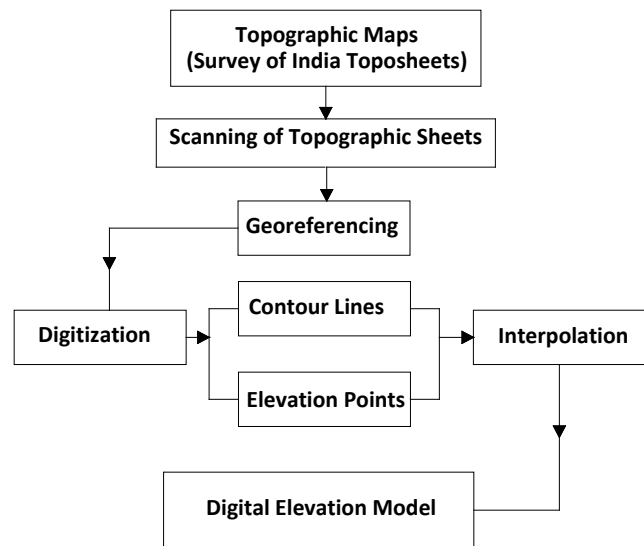 Topographic Maps
(Survey of India Toposheets)
Scanning of Topographic Sheets
Georeferencing
Digitization
Contour Lines
Elevation Points
Interpolation
Digital Elevation Model